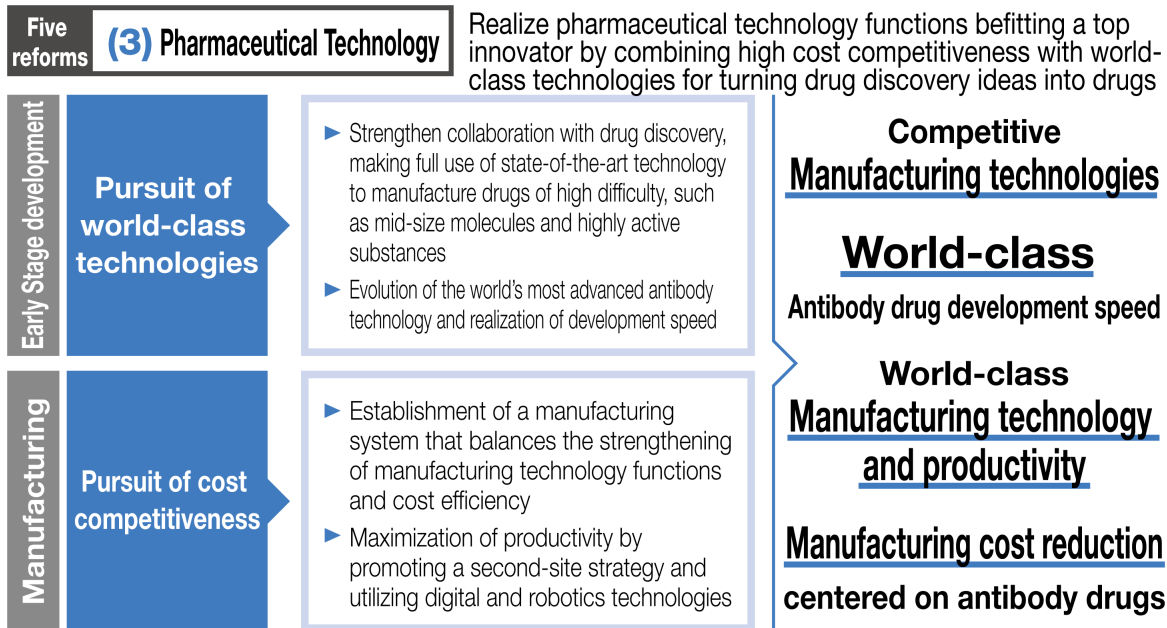 Five
reforms
(3) Pharmaceutical Technology
Realize pharmaceutical technology functions befitting a top
innovator by combining high cost competitiveness with world-
class technologies for turning drug discovery ideas into drugs
Early Stage development
Pursuit of
world-class
technologies
► Strengthen collaboration with drug discovery,
making full use of state-of-the-art technology
to manufacture drugs of high difficulty, such
as mid-size molecules and highly active
substances
► Evolution of the world's most advanced antibody
technology and realization of development speed
Manufacturing
Pursuit of cost
competitiveness
► Establishment of a manufacturing
system that balances the strengthening
of manufacturing technology functions
and cost efficiency
► Maximization of productivity by
promoting a second-site strategy and
utilizing digital and robotics technologies
Competitive
Manufacturing technologies
World-class
Antibody drug development speed
World-class
Manufacturing technology
and productivity
Manufacturing cost reduction
centered on antibody drugs